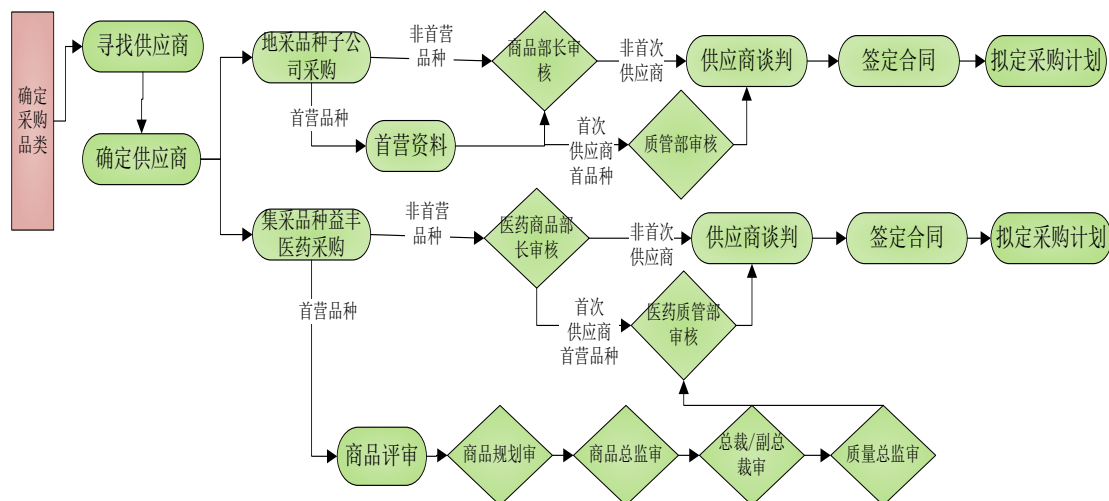 确定
采购
品类
寻找供应商
确定供应商
地采品种子公
司采购
非首营
品种
商品部长审
核
非首次
供应商
供应商谈判
签定合同
拟定采购计划
首营品种
首营资料
首次
供应商
首品种
质管部审核
集采品种益丰
医药采购
非首营
品种
医药商品部
长审核
非首次
供应商
供应商谈判
签定合同
拟定采购计划
首营品种
首次
供应商
首营品种
医药质管部
审核
商品评审
商品规划审
商品总监审
总裁/副总
裁审
质量总监审